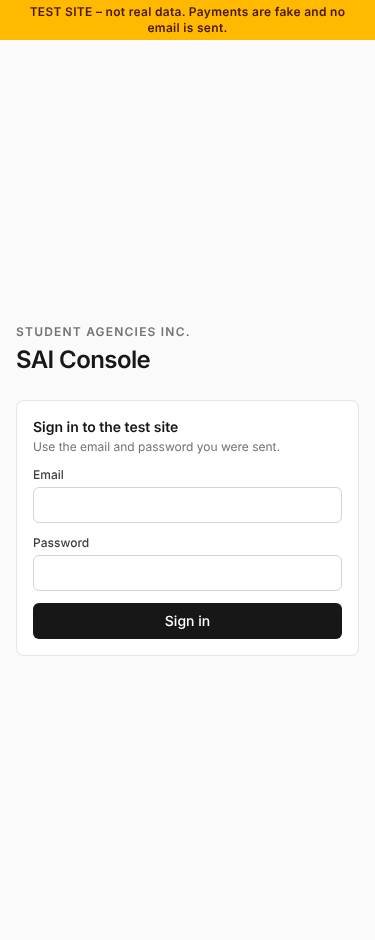 TEST SITE – not real data. Payments are fake and no
email is sent.
STUDENT AGENCIES INC.
SAI Console
Sign in to the test site
Use the email and password you were sent.
Email
Password
Sign in